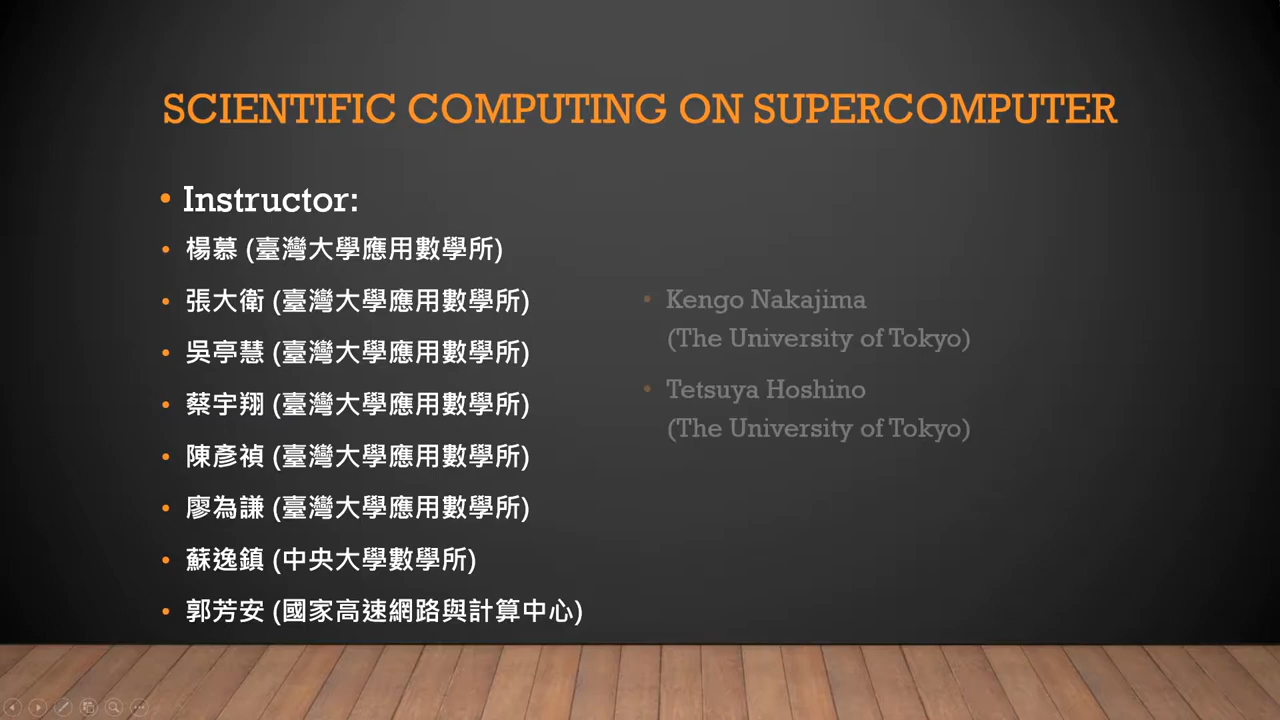 SCIENTIFIC COMPUTING ON SUPERCOMPUTER
• Instructor:
• 楊慕 (臺灣大學應用數學所)
• 張大衛 (臺灣大學應用數學所)
• 吳亭慧 (臺灣大學應用數學所)
• 蔡宇翔 (臺灣大學應用數學所)
• 陳彥禎 (臺灣大學應用數學所)
• 廖為謙 (臺灣大學應用數學所)
• 蘇逸鎮 (中央大學數學所)
• 郭芳安 (國家高速網路與計算中心)
• Kengo Nakajima
(The University of Tokyo)
• Tetsuya Hoshino
(The University of Tokyo)